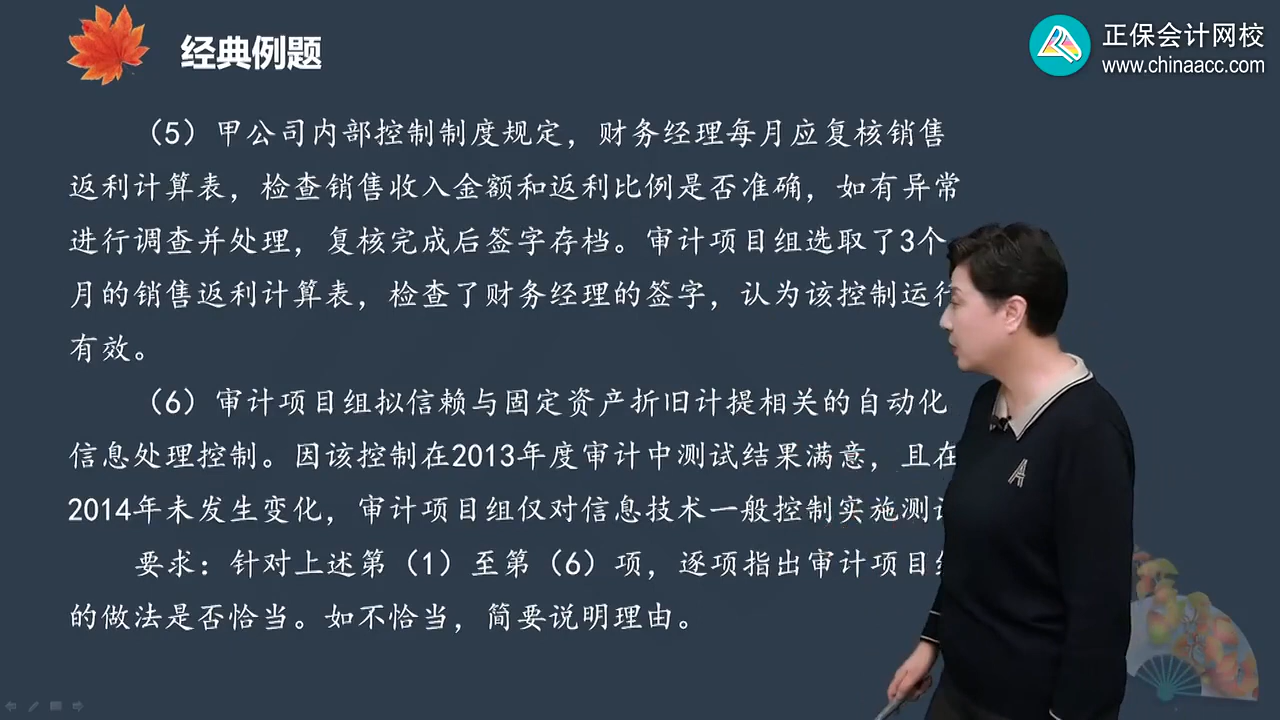 经典例题
正保会计网校
www.chinaacc.com
（5）甲公司内部控制制度规定，财务经理每月应复核销售
返利计算表，检查销售收入金额和返利比例是否准确，如有异常
进行调查并处理，复核完成后签字存档。审计项目组选取了3个
月的销售返利计算表，检查了财务经理的签字，认为该控制运行
有效。
（6）审计项目组拟信赖与固定资产折旧计提相关的自动化
信息处理控制。因该控制在2013年度审计中测试结果满意，且在
2014年未发生变化，审计项目组仅对信息技术一般控制实施测
要求：针对上述第（1）至第（6）项，逐项指出审计项目
的做法是否恰当。如不恰当，简要说明理由。
A